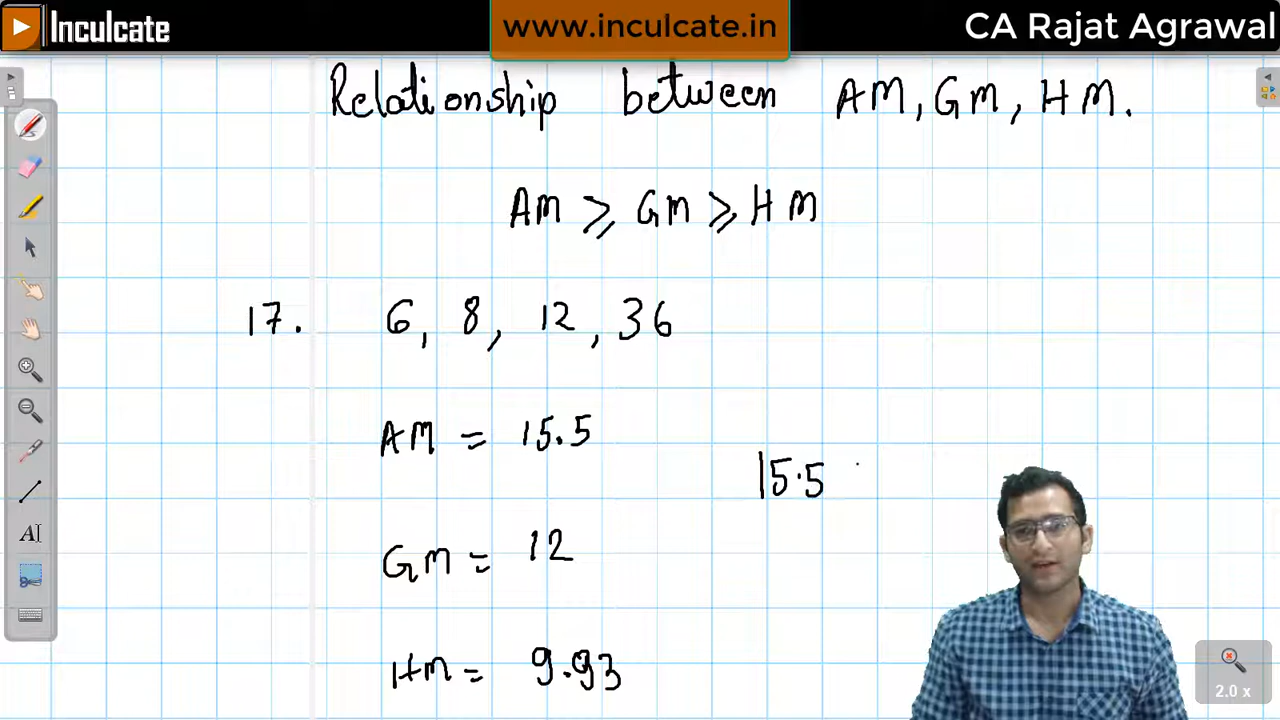 Inculcate
www.inculcate.in
CA Rajat Agrawal
Relationship between AM, GM, HM.
AM ⩾ GM ⩾ HM
17. 6, 8, 12, 36
AM = 15.5
15.5
GM = 12
HM = 9.93
A
2.0 x